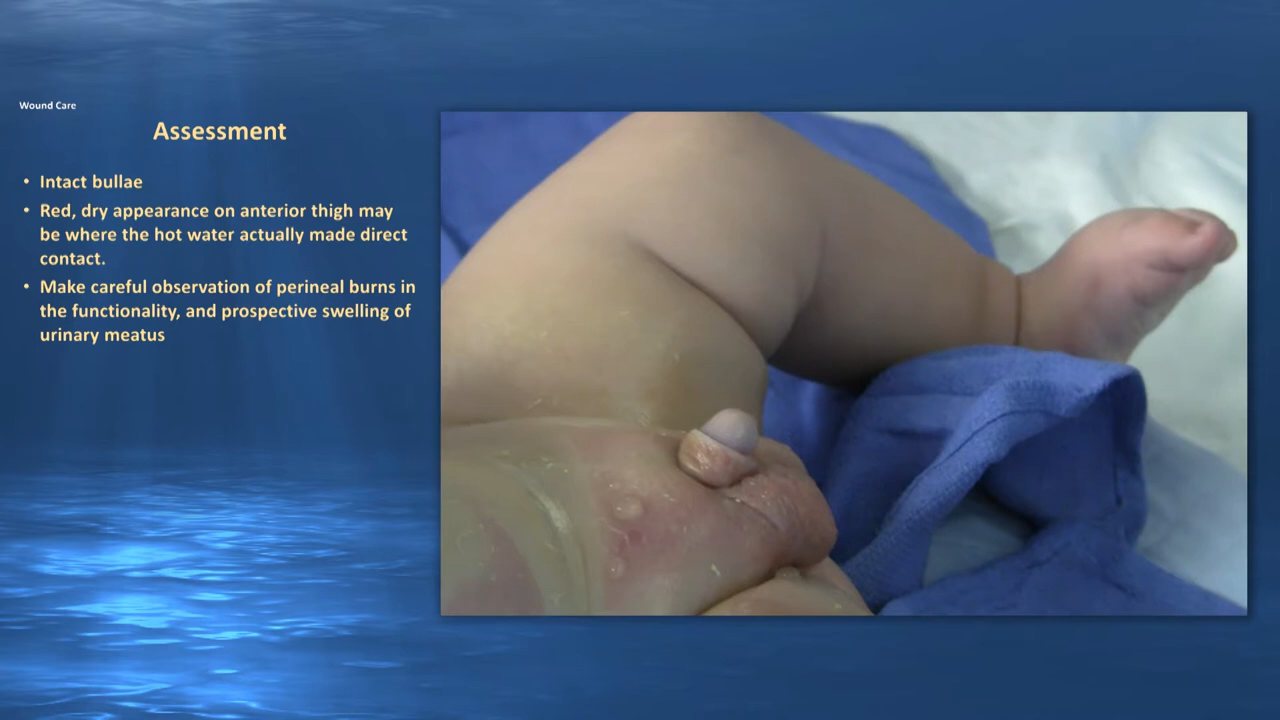 Wound Care
Assessment
• Intact bullae
• Red, dry appearance on anterior thigh may
be where the hot water actually made direct
contact.
• Make careful observation of perineal burns in
the functionality, and prospective swelling of
urinary meatus